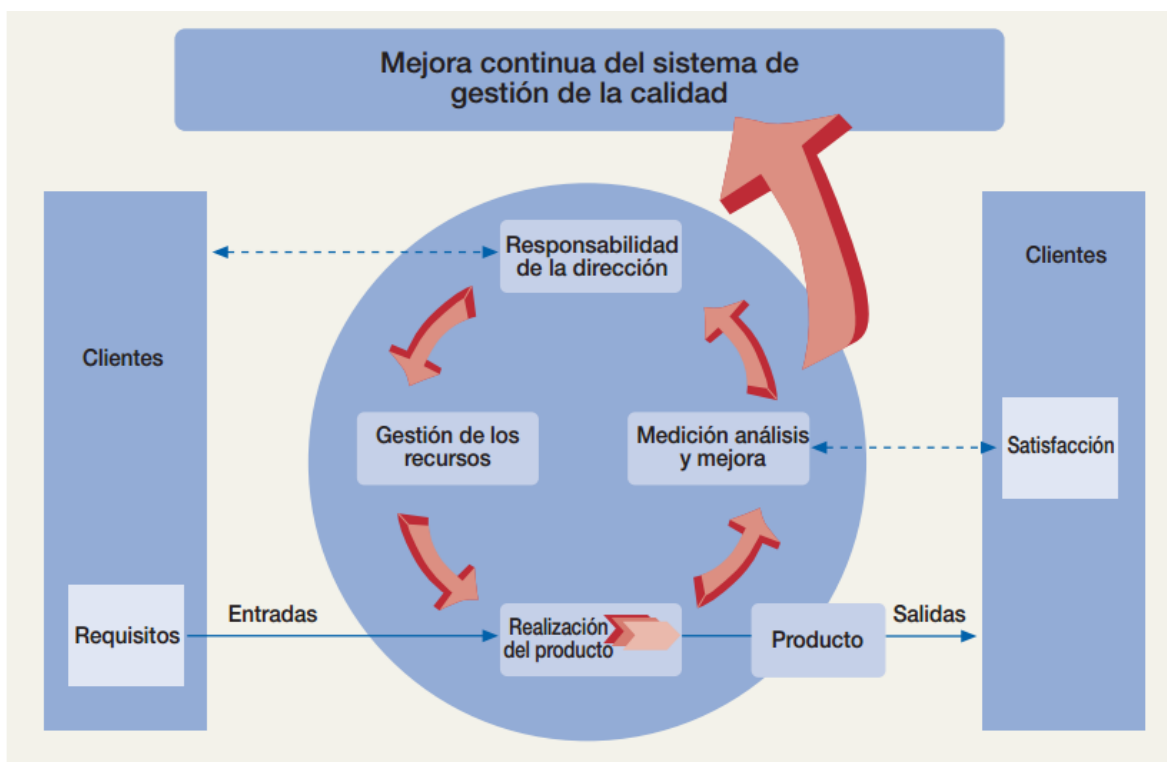 Mejora continua del sistema de
gestión de la calidad
Responsabilidad
de la dirección
Clientes
Clientes
Gestión de los
recursos
Medición análisis
y mejora
Satisfacción
Entradas
Requisitos
Realización
del producto
Producto
Salidas